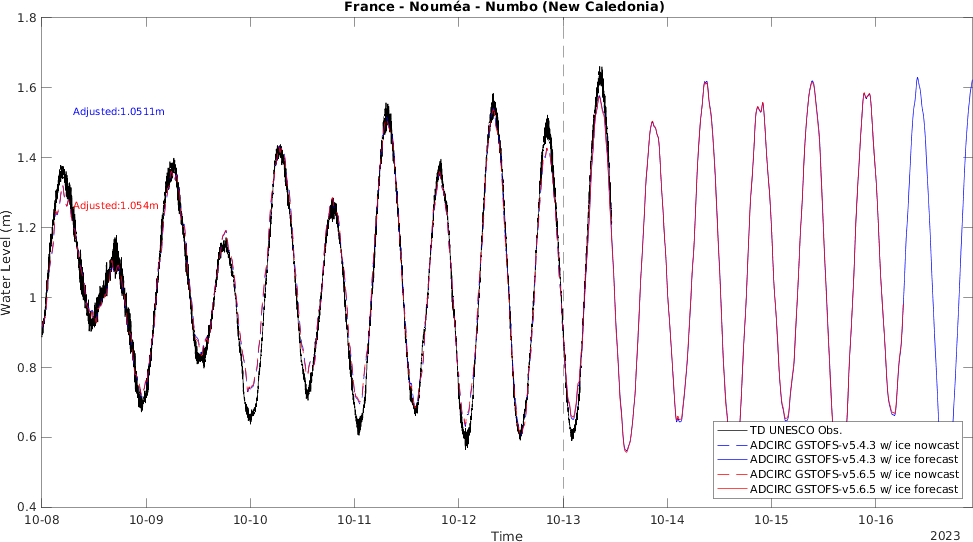 France - Nouméa - Numbo (New Caledonia)
1.8
1.6
1.4
1.2
1
0.8
0.6
0.4
Water Level (m)
Adjusted:1.0511m
Adjusted:1.054m
TD UNESCO Obs.
ADCIRC GSTOFS-v5.4.3 w/ ice nowcast
ADCIRC GSTOFS-v5.4.3 w/ ice forecast
ADCIRC GSTOFS-v5.6.5 w/ ice nowcast
ADCIRC GSTOFS-v5.6.5 w/ ice forecast
10-08 10-09 10-10 10-11 10-12 10-13 10-14 10-15 10-16
Time
2023